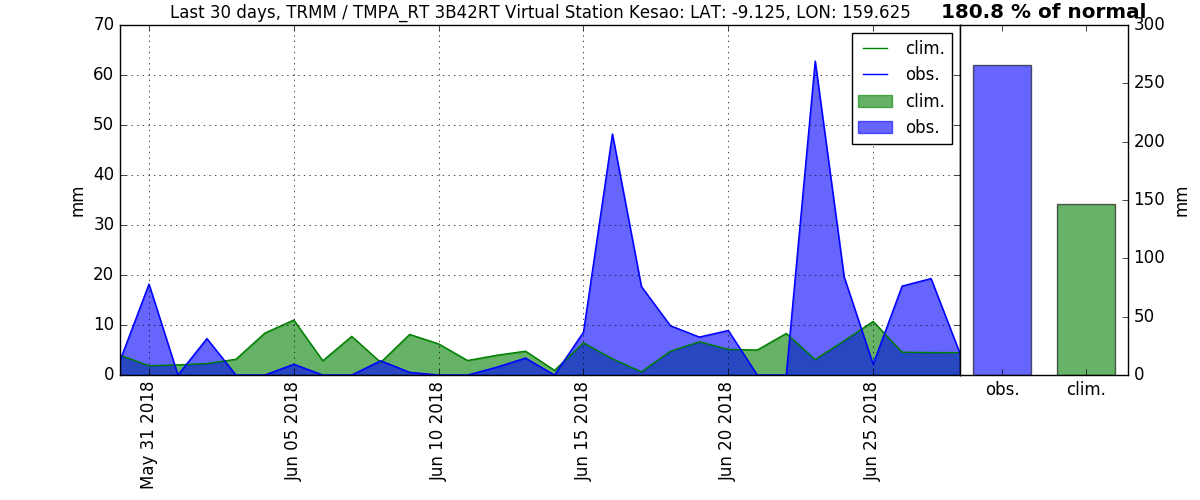 Last 30 days, TRMM / TMPA_RT 3B42RT Virtual Station Kesao: LAT: -9.125, LON: 159.625
180.8 % of normal
70
60
50
40
30
20
10
0
mm
clim.
obs.
clim.
obs.
May 31 2018
Jun 05 2018
Jun 10 2018
Jun 15 2018
Jun 20 2018
Jun 25 2018
300
250
200
150
100
50
0
mm
obs.
clim.